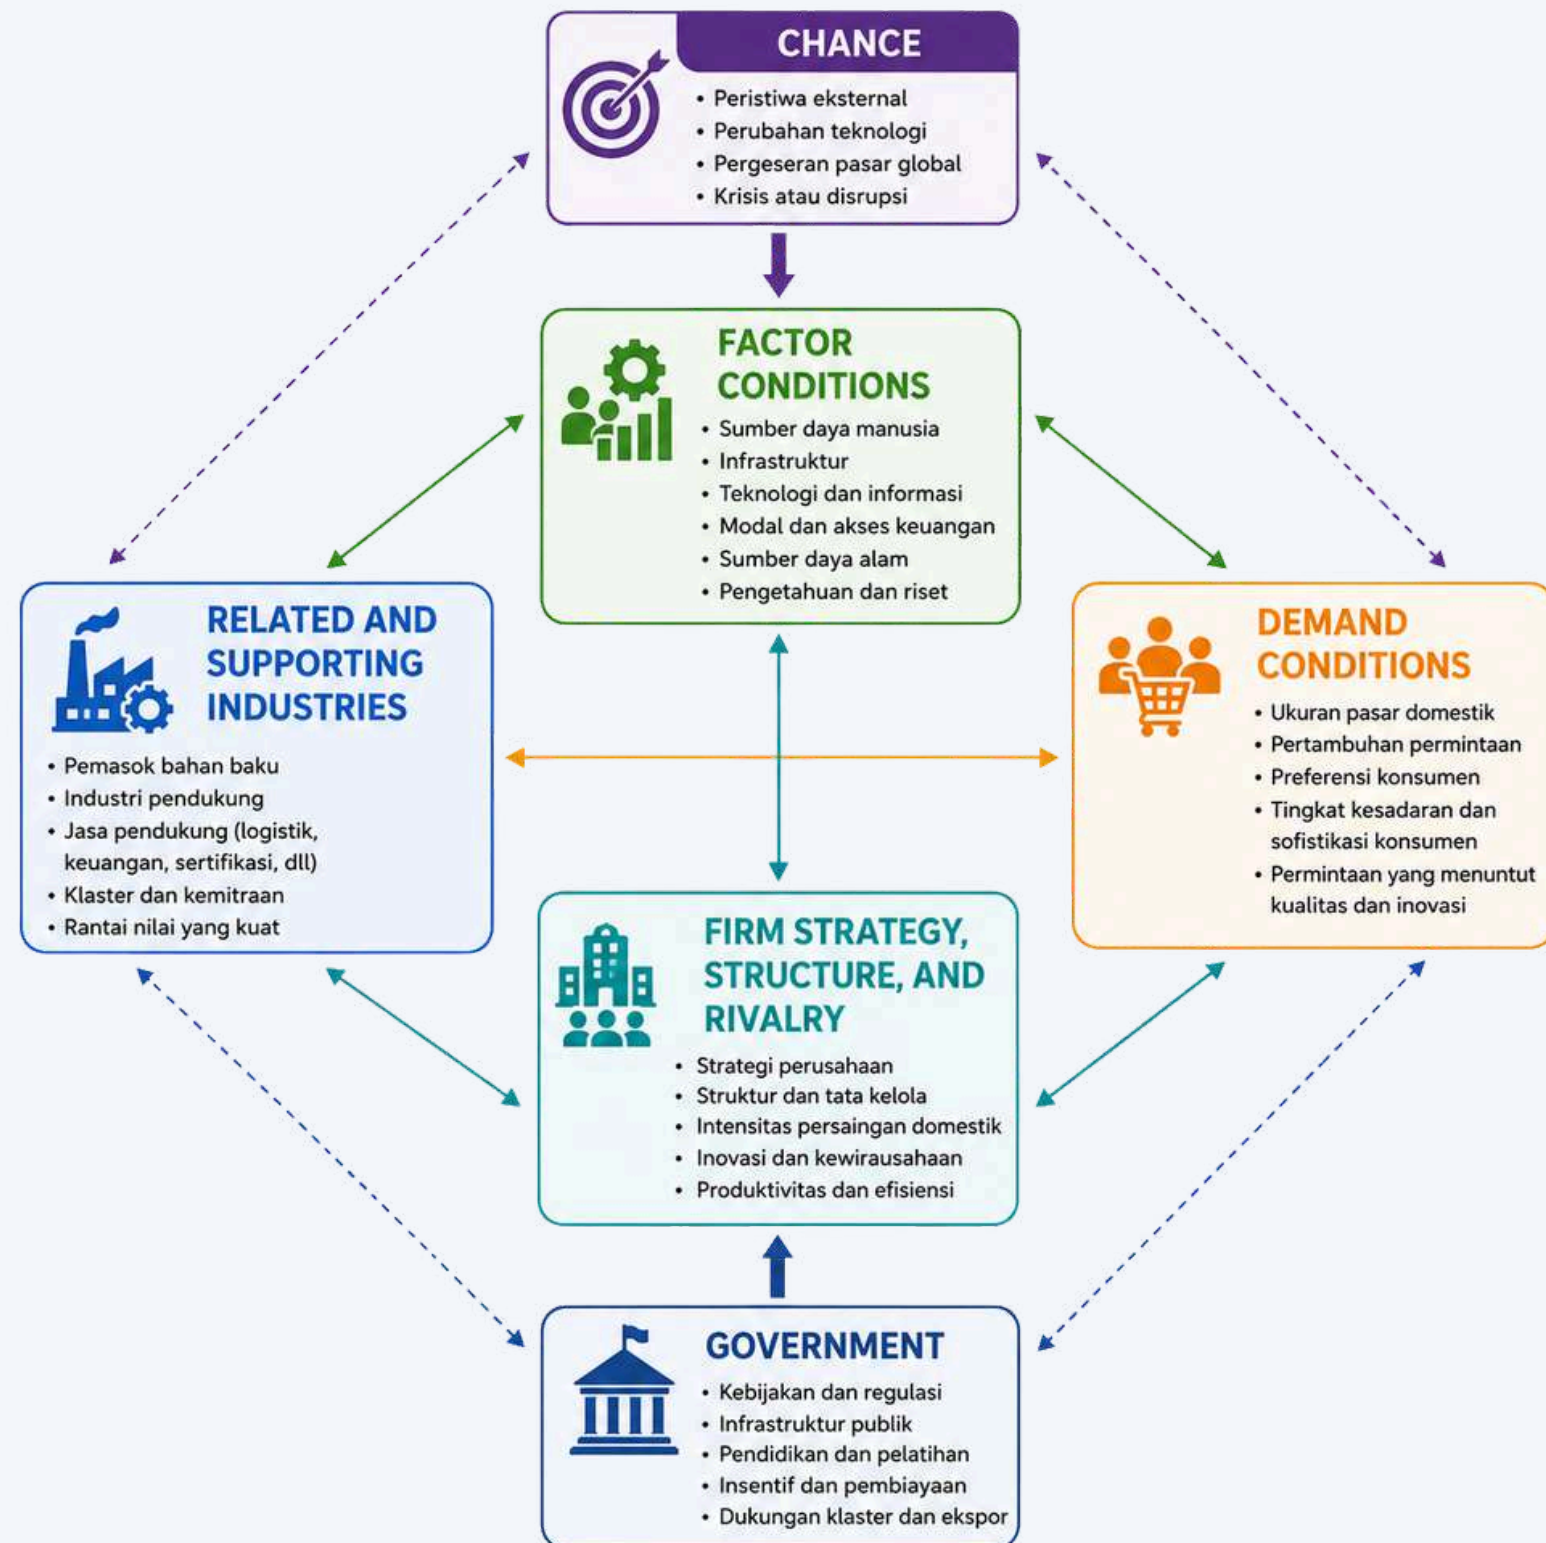 CHANCE
• Peristiwa eksternal
• Perubahan teknologi
• Pergeseran pasar global
• Krisis atau disrupsi
FACTOR
CONDITIONS
• Sumber daya manusia
• Infrastruktur
• Teknologi dan informasi
• Modal dan akses keuangan
• Sumber daya alam
• Pengetahuan dan riset
RELATED AND
SUPPORTING
INDUSTRIES
• Pemasok bahan baku
• Industri pendukung
• Jasa pendukung (logistik,
keuangan, sertifikasi, dll)
• Klaster dan kemitraan
• Rantai nilai yang kuat
DEMAND
CONDITIONS
• Ukuran pasar domestik
• Pertambuhan permintaan
• Preferensi konsumen
• Tingkat kesadaran dan
sofistikasi konsumen
• Permintaan yang menuntut
kualitas dan inovasi
FIRM STRATEGY,
STRUCTURE, AND
RIVALRY
• Strategi perusahaan
• Struktur dan tata kelola
• Intensitas persaingan domestik
• Inovasi dan kewirausahaan
• Produktivitas dan efisiensi
GOVERNMENT
• Kebijakan dan regulasi
• Infrastruktur publik
• Pendidikan dan pelatihan
• Insentif dan pembiayaan
• Dukungan klaster dan ekspor